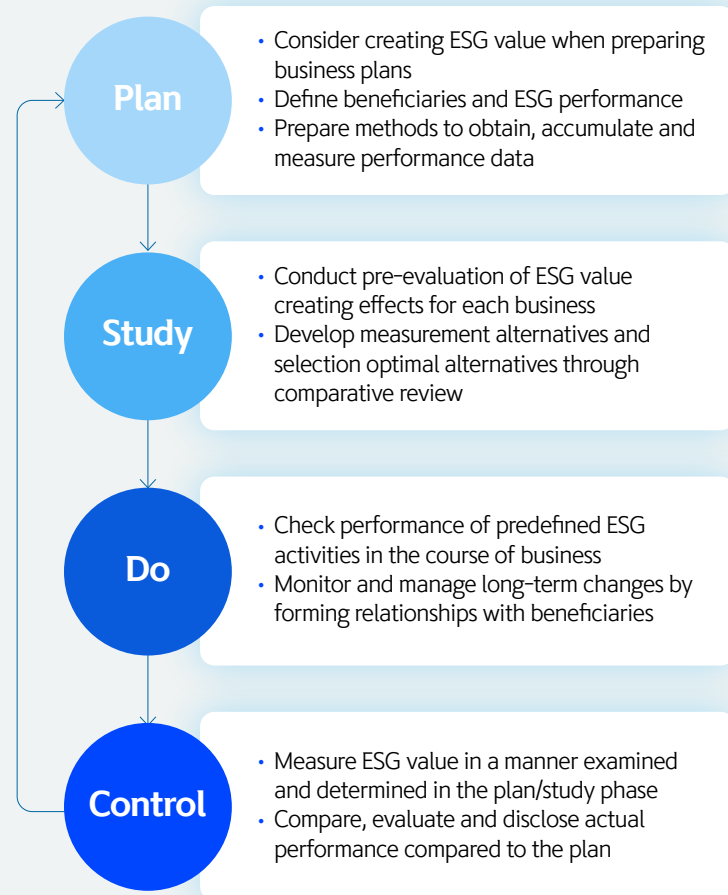 Plan
• Consider creating ESG value when preparing
business plans
• Define beneficiaries and ESG performance
• Prepare methods to obtain, accumulate and
measure performance data
Study
• Conduct pre-evaluation of ESG value
creating effects for each business
• Develop measurement alternatives and
selection optimal alternatives through
comparative review
Do
• Check performance of predefined ESG
activities in the course of business
• Monitor and manage long-term changes by
forming relationships with beneficiaries
Control
• Measure ESG value in a manner examined
and determined in the plan/study phase
• Compare, evaluate and disclose actual
performance compared to the plan